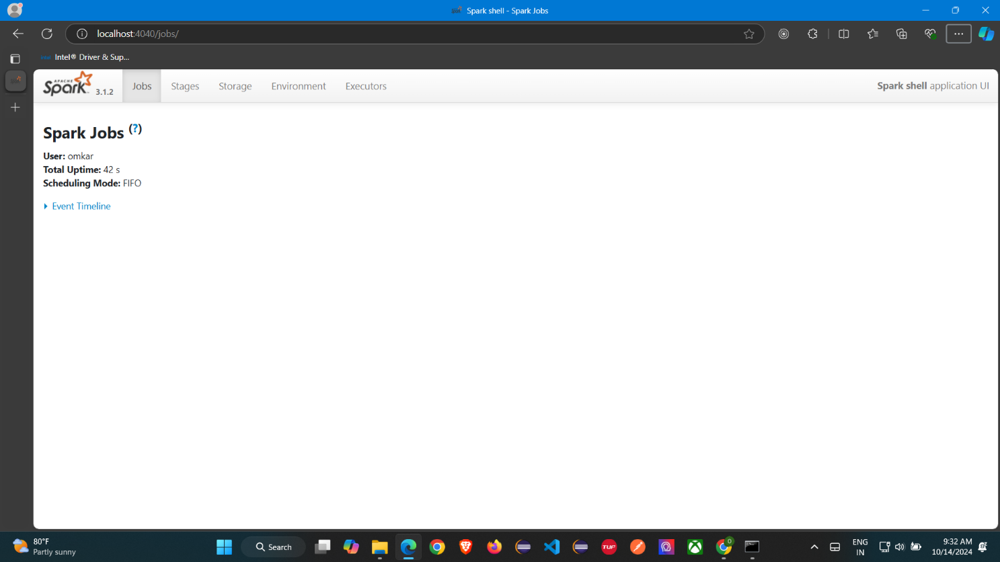 Spark shell - Spark Jobs
localhost:4040/jobs/
Intel® Driver & Sup...
APACHE
Spark 3.1.2 Jobs Stages Storage Environment Executors Spark shell application UI
Spark Jobs (?)
User: omkar
Total Uptime: 42 s
Scheduling Mode: FIFO
Event Timeline
80°F
Partly sunny
Search
TUF
0
ENG
IN
9:32 AM
10/14/2024